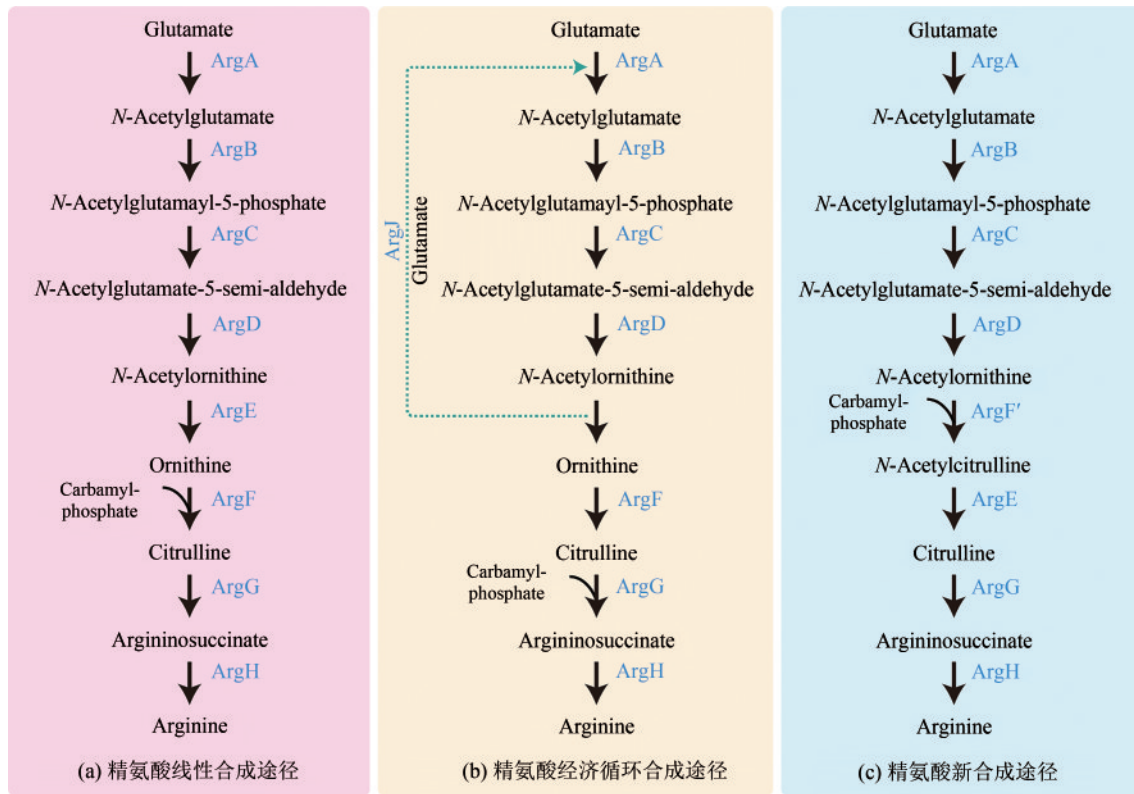 Glutamate
ArgA
N-Acetylglutamate
ArgB
N-Acetylglutamayl-5-phosphate
ArgC
N-Acetylglutamate-5-semi-aldehyde
ArgD
N-Acetylornithine
ArgE
Ornithine
Carbamyl-
phosphate
ArgF
Citrulline
ArgG
Argininosuccinate
ArgH
Arginine
(a) 精氨酸线性合成途径
Glutamate
ArgA
N-Acetylglutamate
ArgB
N-Acetylglutamayl-5-phosphate
ArgJ
Glutamate
ArgC
N-Acetylglutamate-5-semi-aldehyde
ArgD
N-Acetylornithine
Ornithine
ArgF
Citrulline
Carbamyl-
phosphate
ArgG
Argininosuccinate
ArgH
Arginine
(b) 精氨酸经济循环合成途径
Glutamate
ArgA
N-Acetylglutamate
ArgB
N-Acetylglutamayl-5-phosphate
ArgC
N-Acetylglutamate-5-semi-aldehyde
ArgD
N-Acetylornithine
Carbamyl-
phosphate
ArgF′
N-Acetylcitrulline
ArgE
Citrulline
ArgG
Argininosuccinate
ArgH
Arginine
(c) 精氨酸新合成途径